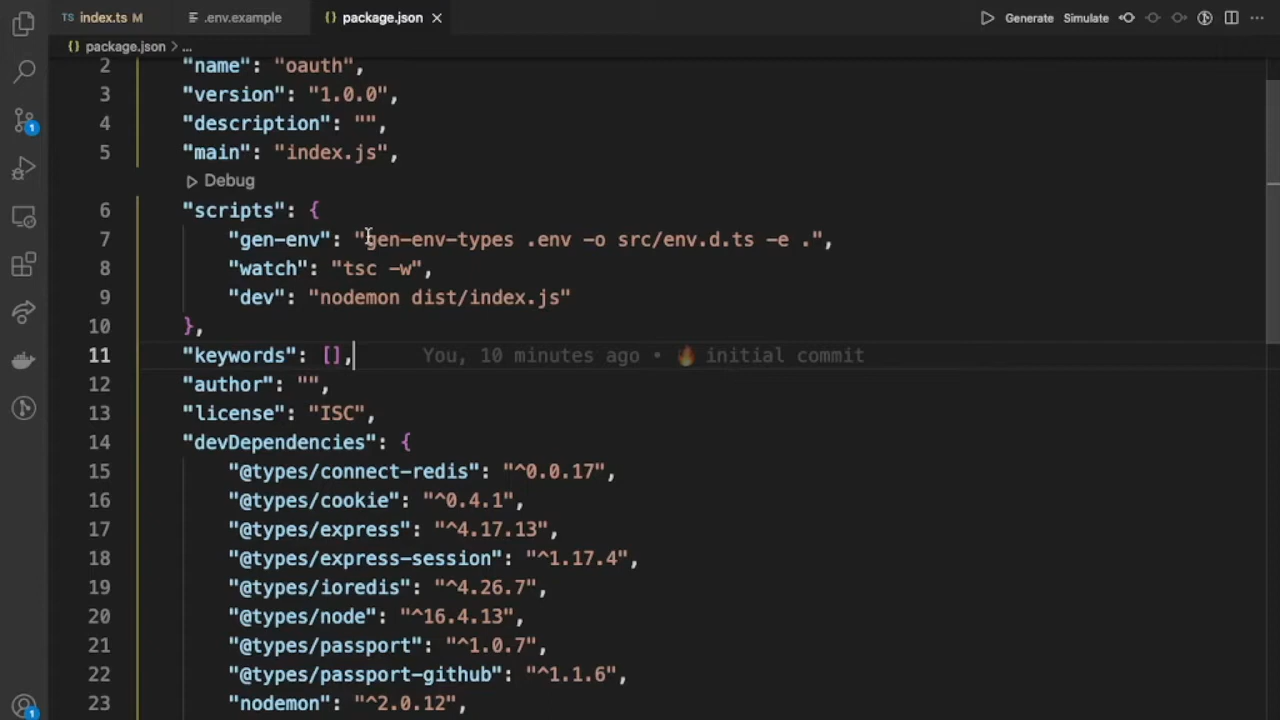 TS index.ts M
.env.example
{} package.json
Generate
Simulate
{} package.json > ...
2 "name": "oauth",
3 "version": "1.0.0",
4 "description": "",
5 "main": "index.js",
Debug
6 "scripts": {
7 "gen-env": "gen-env-types .env -o src/env.d.ts -e .",
8 "watch": "tsc -w",
9 "dev": "nodemon dist/index.js"
10 },
11 "keywords": [], You, 10 minutes ago • 🔥 initial commit
12 "author": "",
13 "license": "ISC",
14 "devDependencies": {
15 "@types/connect-redis": "^0.0.17",
16 "@types/cookie": "^0.4.1",
17 "@types/express": "^4.17.13",
18 "@types/express-session": "^1.17.4",
19 "@types/ioredis": "^4.26.7",
20 "@types/node": "^16.4.13",
21 "@types/passport": "^1.0.7",
22 "@types/passport-github": "^1.1.6",
23 "nodemon": "^2.0.12",
1
1